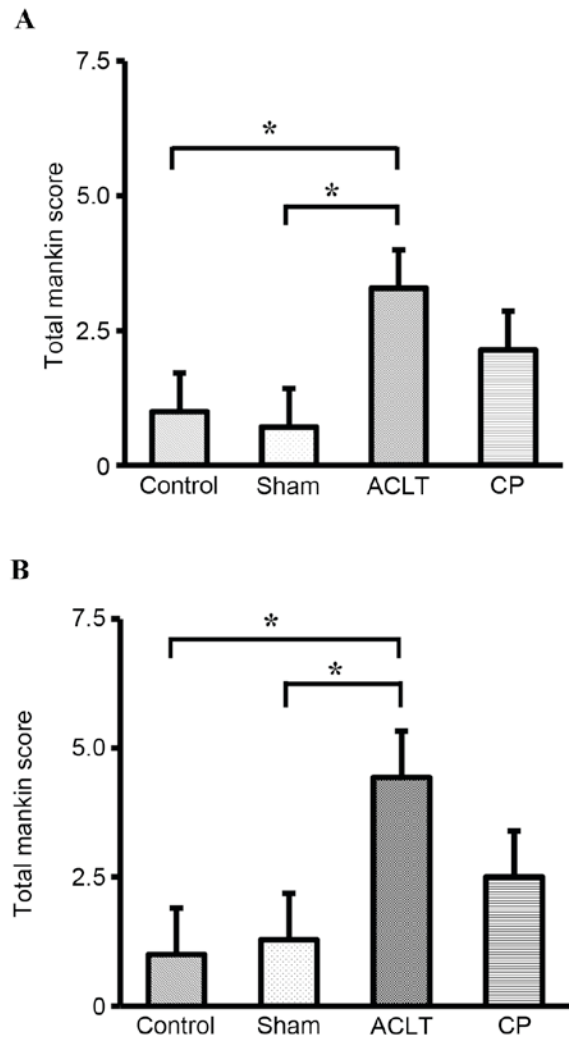 A
7.5
5.0
2.5
0
Total mankin score
*
*
Control Sham ACLT CP
B
7.5
5.0
2.5
0
Total mankin score
*
*
Control Sham ACLT CP